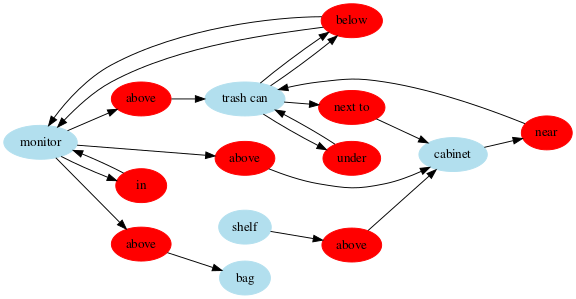 below
above
trash can
next to
near
monitor
above
under
cabinet
in
shelf
above
above
bag